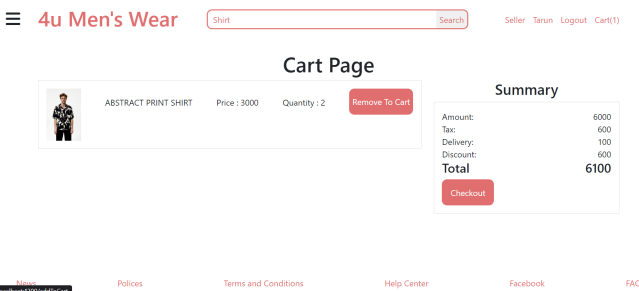 4u Men's Wear
Shirt
Search
Seller Tarun Logout Cart(1)
Cart Page
ABSTRACT PRINT SHIRT Price : 3000 Quantity : 2 Remove To Cart
Summary
Amount: 6000
Tax: 600
Delivery: 100
Discount: 600
Total 6100
Checkout
News Polices Terms and Conditions Help Center Facebook FAQ